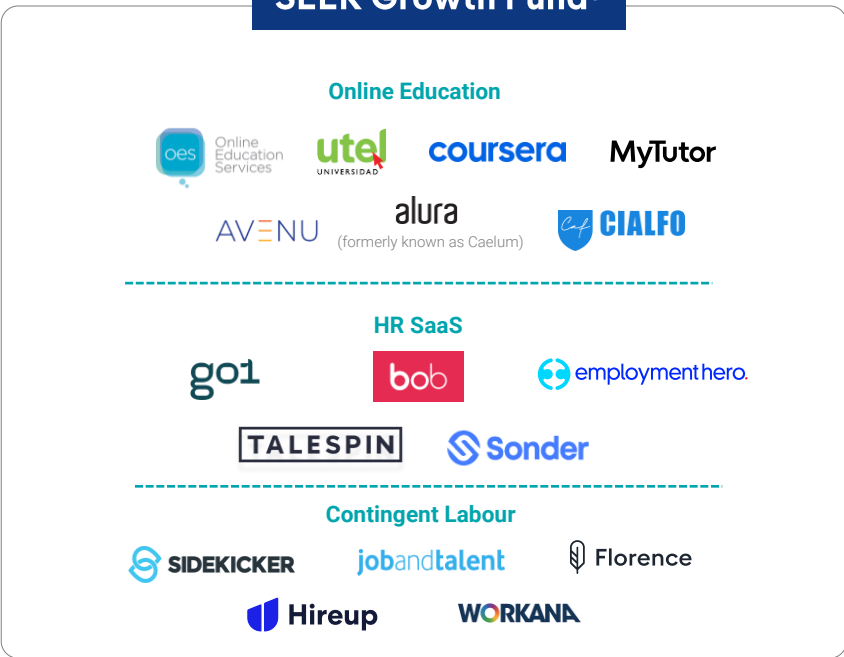 SEEK Growth Fund
Online Education
oes Online Education Services
utel UNIVERSIDAD
coursera
MyTutor
AVENU
alura
(formerly known as Caelum)
Caf CIALFO
HR SaaS
go1
bob
employmenthero.
TALESPIN
Sonder
Contingent Labour
SIDEKICKER
jobandtalent
Florence
Hireup
WORKANA